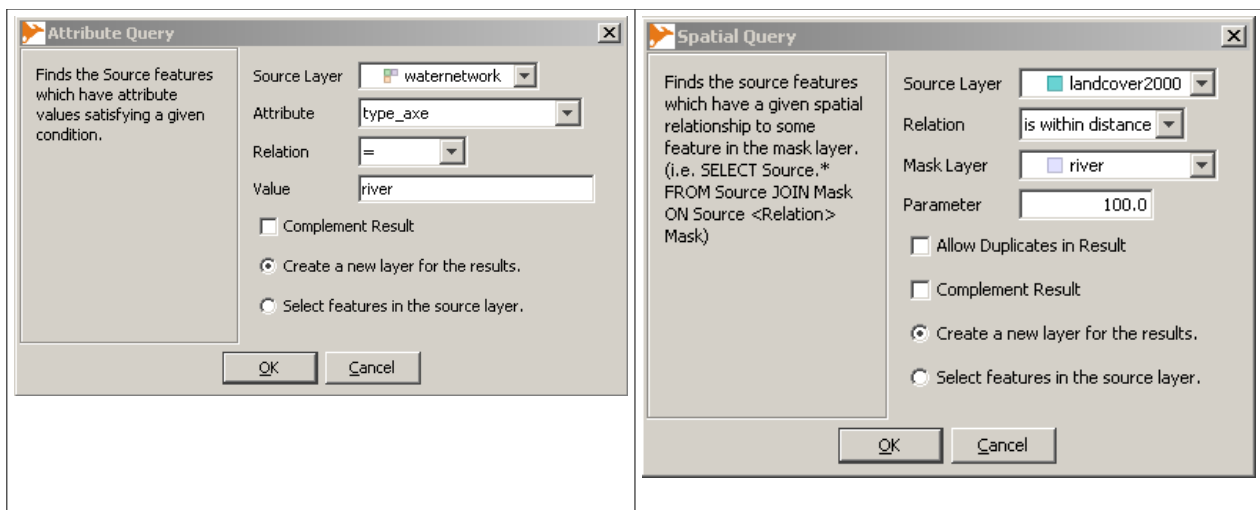 Attribute Query
Finds the Source features
which have attribute
values satisfying a given
condition.
Source Layer waternetwork
Attribute type_axe
Relation =
Value river
Complement Result
Create a new layer for the results.
Select features in the source layer.
OK Cancel
Spatial Query
Finds the source features
which have a given spatial
relationship to some
feature in the mask layer.
(i.e. SELECT Source.*
FROM Source JOIN Mask
ON Source <Relation>
Mask)
Source Layer landcover2000
Relation is within distance
Mask Layer river
Parameter 100.0
Allow Duplicates in Result
Complement Result
Create a new layer for the results.
Select features in the source layer.
OK Cancel